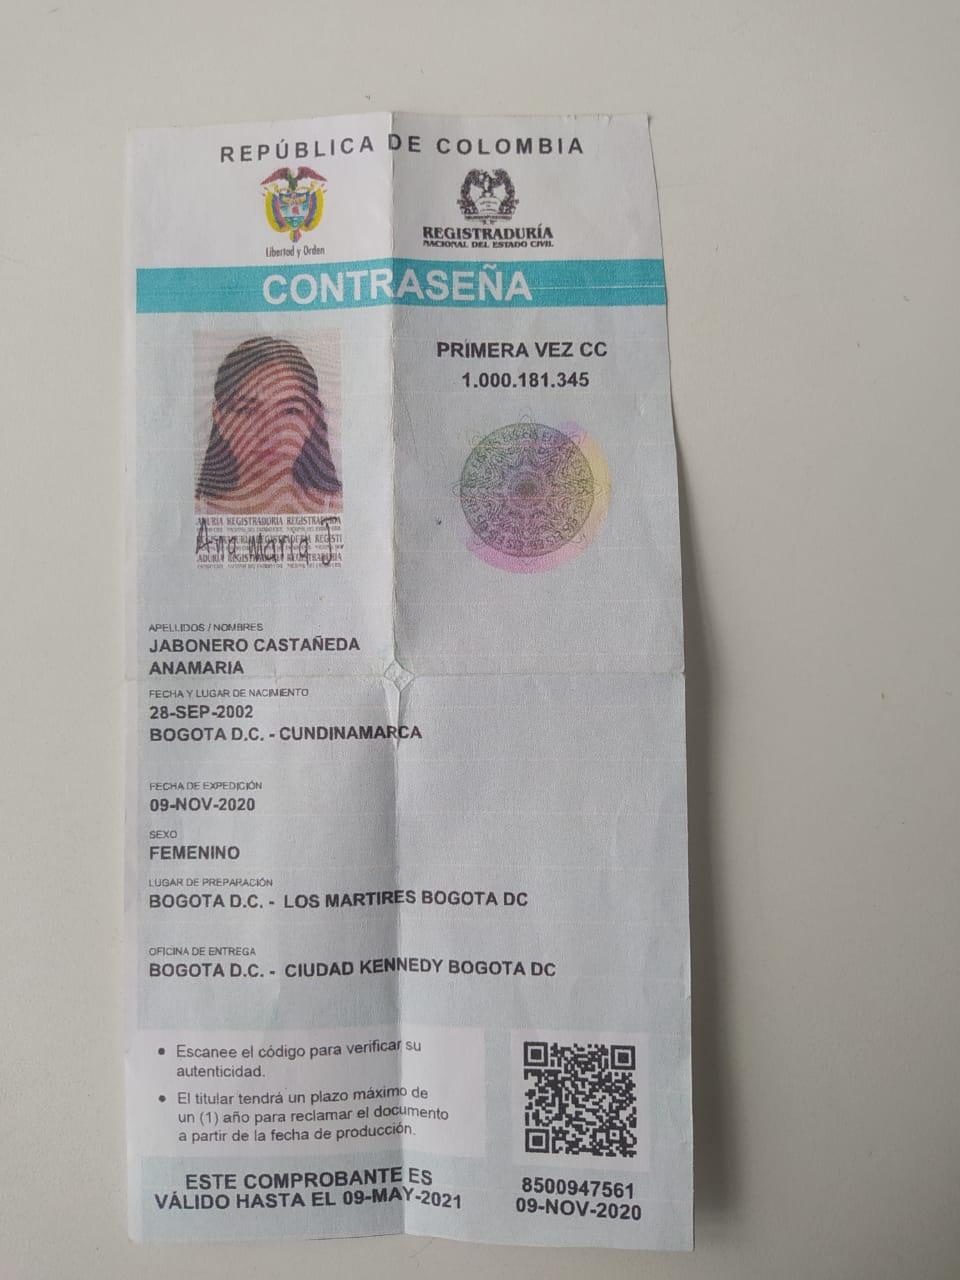 REPÚBLICA DE COLOMBIA
Libertad y Orden
REGISTRADURÍA
NACIONAL DEL ESTADO CIVIL
CONTRASEÑA
PRIMERA VEZ CC
1.000.181.345
REGISTRADURIA
Ana Maria J
APELLIDOS / NOMBRES
JABONERO CASTAÑEDA
ANAMARIA
FECHA Y LUGAR DE NACIMIENTO
28-SEP-2002
BOGOTA D.C. - CUNDINAMARCA
FECHA DE EXPEDICIÓN
09-NOV-2020
SEXO
FEMENINO
LUGAR DE PREPARACIÓN
BOGOTA D.C. - LOS MARTIRES BOGOTA DC
OFICINA DE ENTREGA
BOGOTA D.C. - CIUDAD KENNEDY BOGOTA DC
• Escanee el código para verificar su
autenticidad.
• El titular tendrá un plazo máximo de
un (1) año para reclamar el documento
a partir de la fecha de producción.
ESTE COMPROBANTE ES
VÁLIDO HASTA EL 09-MAY-2021
8500947561
09-NOV-2020